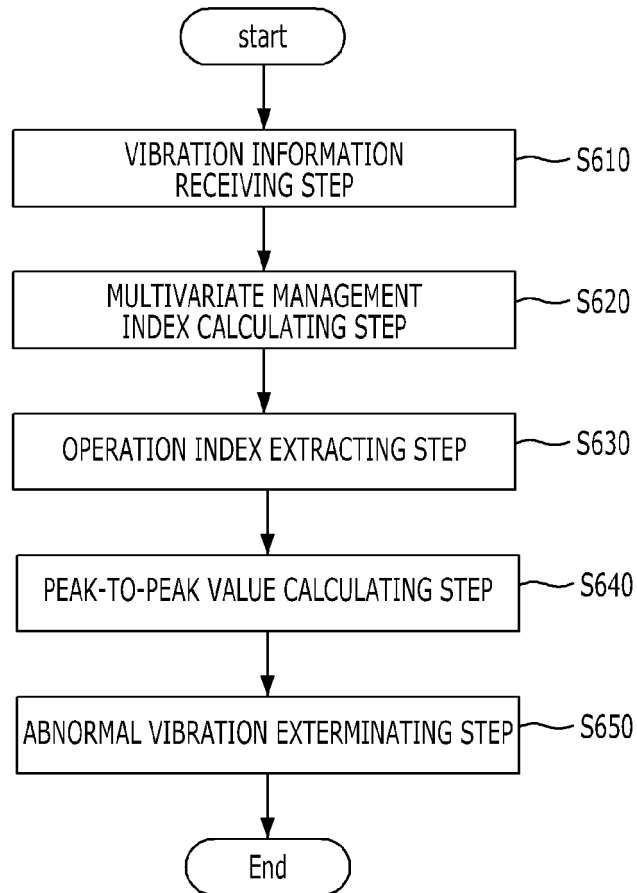 start
VIBRATION INFORMATION
RECEIVING STEP
S610
MULTIVARIATE MANAGEMENT
INDEX CALCULATING STEP
S620
OPERATION INDEX EXTRACTING STEP
S630
PEAK-TO-PEAK VALUE CALCULATING STEP
S640
ABNORMAL VIBRATION EXTERMINATING STEP
S650
End